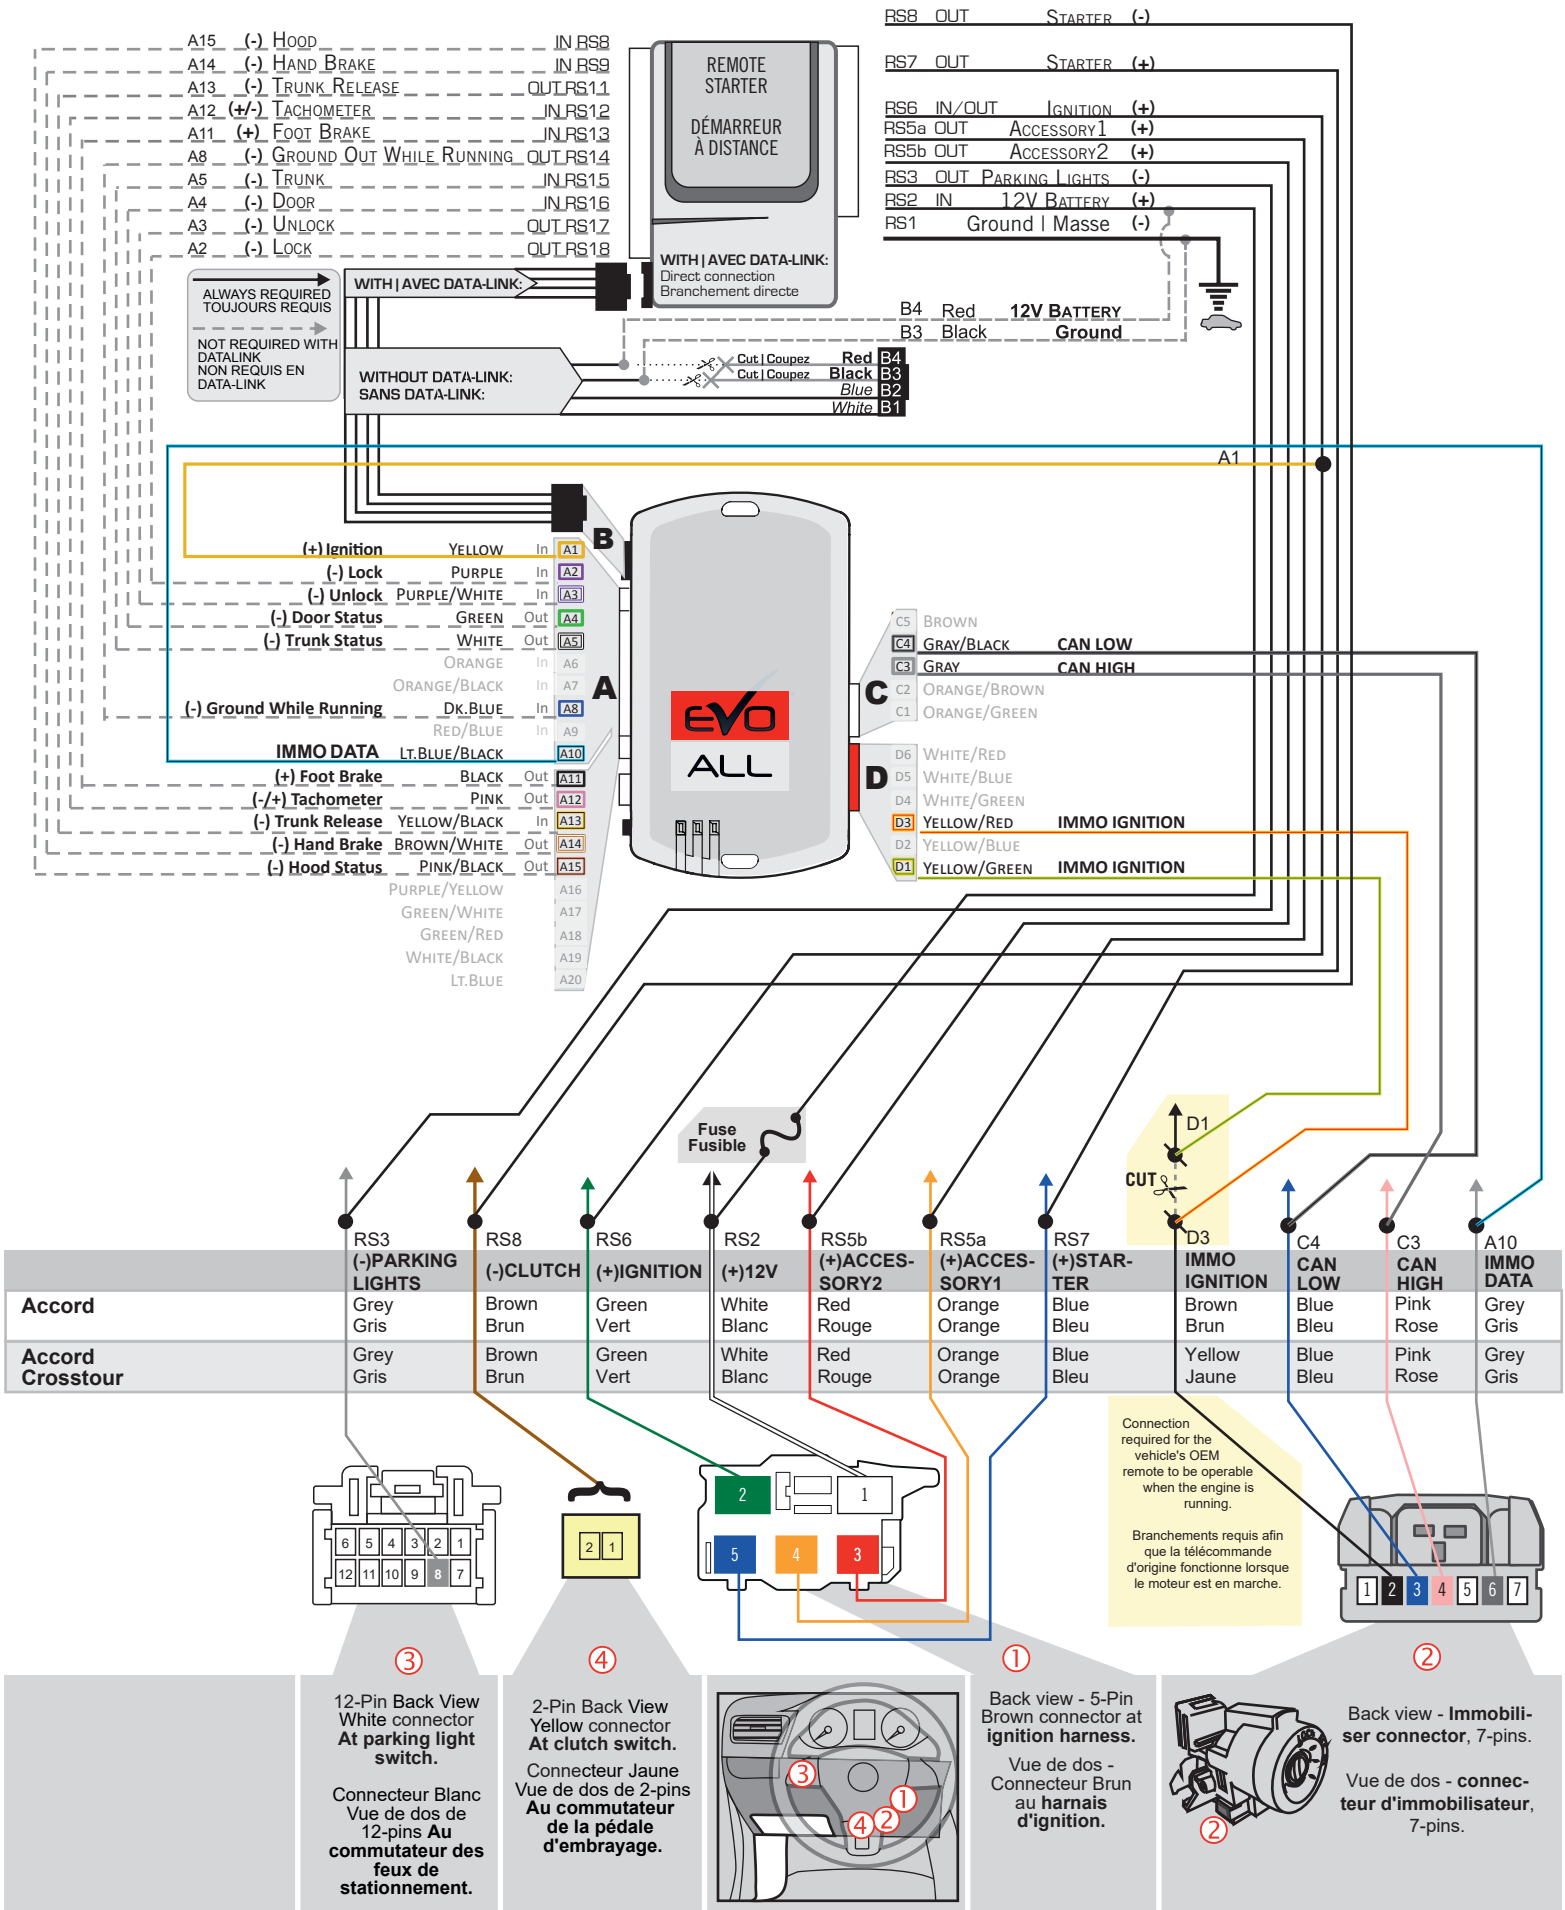 A15 (-) HOOD IN RS8
A14 (-) HAND BRAKE IN RS9
A13 (-) TRUNK RELEASE OUT RS11
A12 (+/-) TACHOMETER IN RS12
A11 (+) FOOT BRAKE IN RS13
A8 (-) GROUND OUT WHILE RUNNING OUT RS14
A5 (-) TRUNK IN RS15
A4 (-) DOOR IN RS16
A3 (-) UNLOCK OUT RS17
A2 (-) LOCK OUT RS18
REMOTE
STARTER
DÉMARREUR
À DISTANCE
WITH | AVEC DATA-LINK:
Direct connection
Branchement directe
RS8 OUT STARTER (-)
RS7 OUT STARTER (+)
RS6 IN/OUT IGNITION (+)
RS5a OUT ACCESSORY1 (+)
RS5b OUT ACCESSORY2 (+)
RS3 OUT PARKING LIGHTS (-)
RS2 IN 12V BATTERY (+)
RS1 Ground | Masse (-)
ALWAYS REQUIRED
TOUJOURS REQUIS
NOT REQUIRED WITH
DATALINK
NON REQUIS EN
DATA-LINK
WITH | AVEC DATA-LINK:
WITHOUT DATA-LINK:
SANS DATA-LINK:
B4 Red 12V BATTERY
B3 Black Ground
Cut | Coupez Red B4
Cut | Coupez Black B3
Blue B2
White B1
A1
(+) Ignition YELLOW In A1
(-) Lock PURPLE In A2
(-) Unlock PURPLE/WHITE In A3
(-) Door Status GREEN Out A4
(-) Trunk Status WHITE Out A5
ORANGE In A6
ORANGE/BLACK In A7
(-) Ground While Running DK.BLUE In A8
RED/BLUE In A9
IMMO DATA LT.BLUE/BLACK A10
(+) Foot Brake BLACK Out A11
(-/+) Tachometer PINK Out A12
(-) Trunk Release YELLOW/BLACK In A13
(-) Hand Brake BROWN/WHITE Out A14
(-) Hood Status PINK/BLACK Out A15
PURPLE/YELLOW A16
GREEN/WHITE A17
GREEN/RED A18
WHITE/BLACK A19
LT.BLUE A20
B
A
EVO
ALL
C
D
C5 BROWN
C4 GRAY/BLACK CAN LOW
C3 GRAY CAN HIGH
C2 ORANGE/BROWN
C1 ORANGE/GREEN
D6 WHITE/RED
D5 WHITE/BLUE
D4 WHITE/GREEN
D3 YELLOW/RED IMMO IGNITION
D2 YELLOW/BLUE
D1 YELLOW/GREEN IMMO IGNITION
Fuse
Fusible
D1
CUT
RS3 RS8 RS6 RS2 RS5b RS5a RS7 D3 C4 C3 A10
(-)PARKING LIGHTS (-)CLUTCH (+)IGNITION (+)12V (+)ACCES-SORY2 (+)ACCES-SORY1 (+)STAR-TER IMMO IGNITION CAN LOW CAN HIGH IMMO DATA
Accord Grey Brown Green White Red Orange Blue Brown Blue Pink Grey
Gris Brun Vert Blanc Rouge Orange Bleu Brun Bleu Rose Gris
Accord Grey Brown Green White Red Orange Blue Yellow Blue Pink Grey
Crosstour Gris Brun Vert Blanc Rouge Orange Bleu Jaune Bleu Rose Gris
Connection
required for the
vehicle's OEM
remote to be operable
when the engine is
running.
Branchements requis afin
que la télécommande
d'origine fonctionne lorsque
le moteur est en marche.
6 5 4 3 2 1
12 11 10 9 8 7
2 1
2 1
5 4 3
1 2 3 4 5 6 7
3
12-Pin Back View
White connector
At parking light
switch.
Connecteur Blanc
Vue de dos de
12-pins Au
commutateur des
feux de
stationnement.
4
2-Pin Back View
Yellow connector
At clutch switch.
Connecteur Jaune
Vue de dos de 2-pins
Au commutateur
de la pédale
d'embrayage.
3
1
2
4
1
Back view - 5-Pin
Brown connector at
ignition harness.
Vue de dos -
Connecteur Brun
au harnais
d'ignition.
2
2
Back view - Immobili-
ser connector, 7-pins.
Vue de dos - connec-
teur d'immobilisateur,
7-pins.